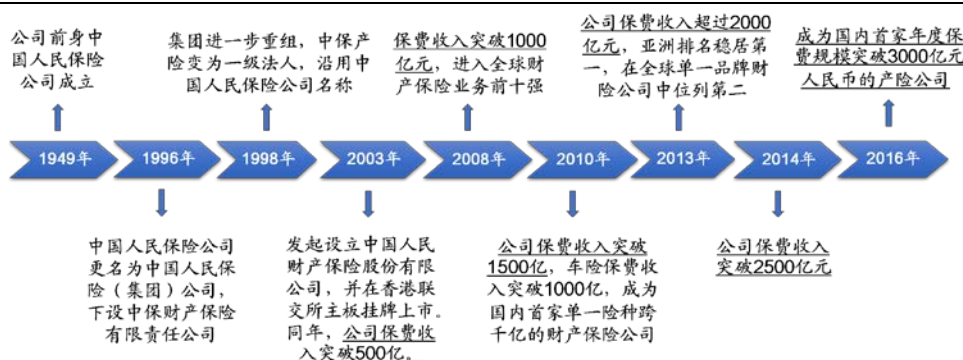 公司前身中
国人民保险
公司成立
集团进一步重组，中保产
险变为一级法人，沿用中
国人民保险公司名称
保费收入突破1000
亿元，进入全球财
产保险业务前十强
公司保费收入超过2000
亿元，亚洲排名稳居第
一，在全球单一品牌财
险公司中位列第二
成为国内首家年度保
费规模突破3000亿元
人民币的产险公司
1949年
1996年
1998年
2003年
2008年
2010年
2013年
2014年
2016年
中国人民保险公司
更名为中国人民保
险（集团）公司，
下设中保财产保险
有限责任公司
发起设立中国人民
财产保险股份有限
公司，并在香港联
交所主板挂牌上市。
同年，公司保费收
入突破500亿。
公司保费收入突破
1500亿，车险保费收
入突破1000亿，成为
国内首家单一险种跨
千亿的财产保险公司
公司保费收入
突破2500亿元